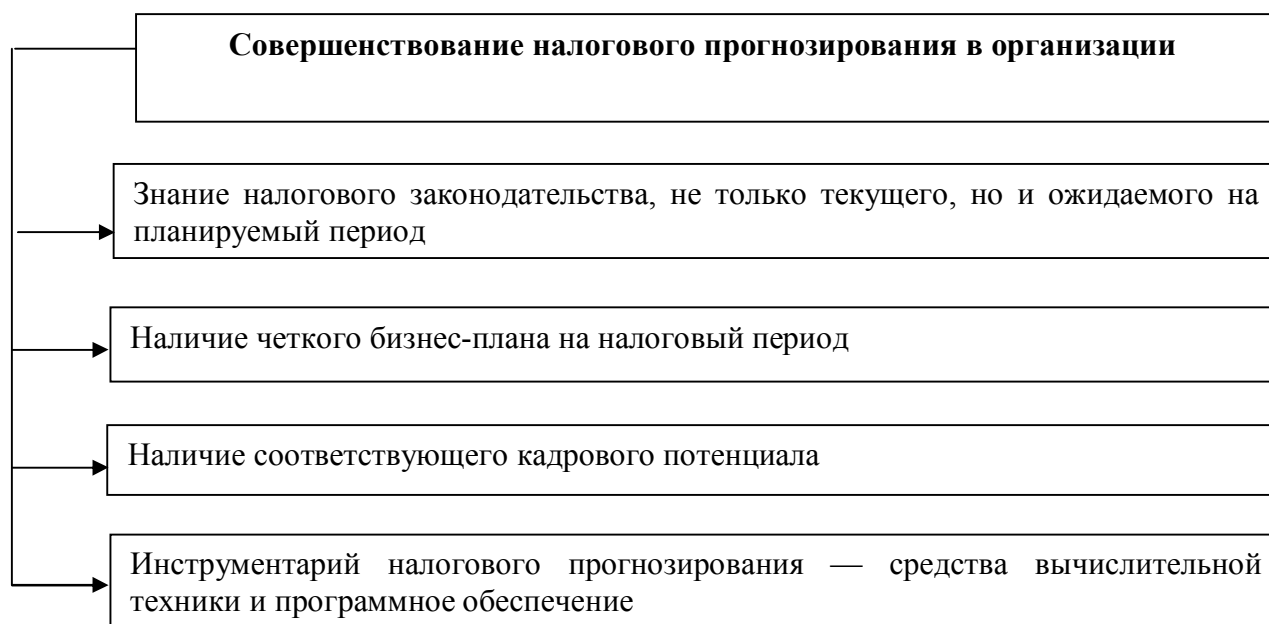 Совершенствование налогового прогнозирования в организации
Знание налогового законодательства, не только текущего, но и ожидаемого на
планируемый период
Наличие четкого бизнес-плана на налоговый период
Наличие соответствующего кадрового потенциала
Инструментарий налогового прогнозирования — средства вычислительной
техники и программное обеспечение